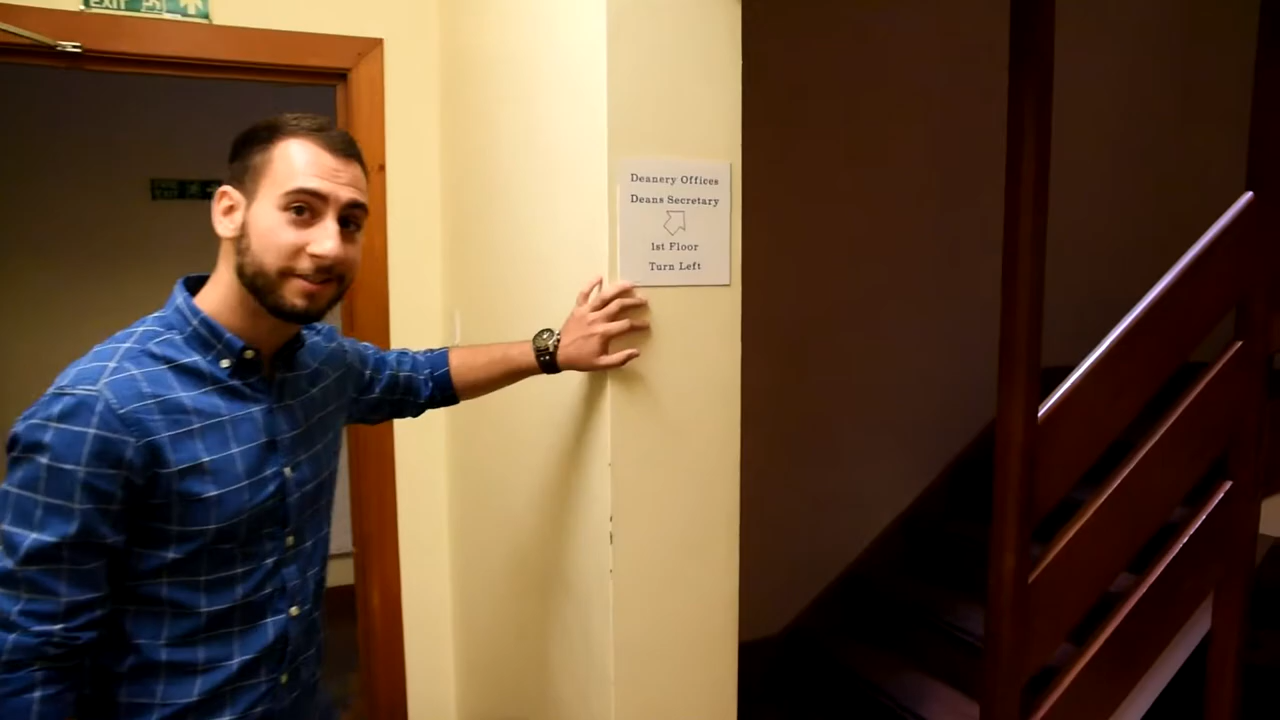 EXIT
Deanery Offices
Deans Secretary
1st Floor
Turn Left